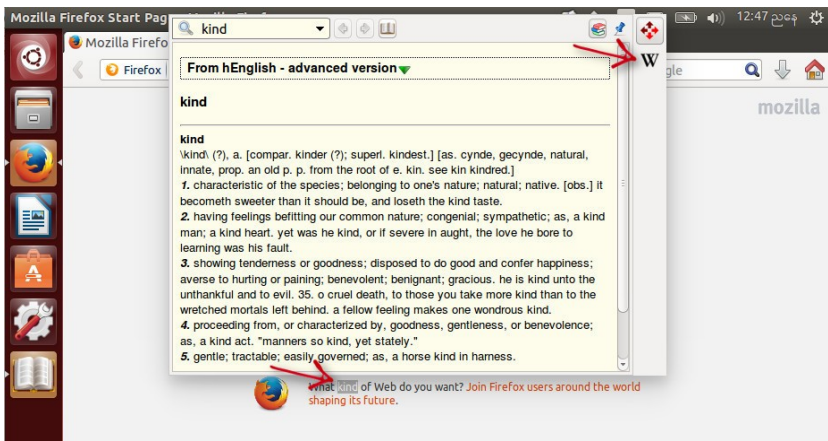 Mozilla Firefox Start Pag
12:47 ညနေ
kind
Mozilla Firefo
Firefox
gle
W
From hEnglish - advanced version
mozilla
kind
kind
\kind\ (?), a. [compar. kinder (?); superl. kindest.] [as. cynde, gecynde, natural,
innate, prop. an old p. p. from the root of e. kin. see kin kindred.]
1. characteristic of the species; belonging to one's nature; natural; native. [obs.] it
becometh sweeter than it should be, and loseth the kind taste.
2. having feelings befitting our common nature; congenial; sympathetic; as, a kind
man; a kind heart. yet was he kind, or if severe in aught, the love he bore to
learning was his fault.
3. showing tenderness or goodness; disposed to do good and confer happiness;
averse to hurting or paining; benevolent; benignant; gracious. he is kind unto the
unthankful and to evil. 35. o cruel death, to those you take more kind than to the
wretched mortals left behind. a fellow feeling makes one wondrous kind.
4. proceeding from, or characterized by, goodness, gentleness, or benevolence;
as, a kind act. "manners so kind, yet stately."
5. gentle; tractable; easily governed; as, a horse kind in harness.
What kind of Web do you want? Join Firefox users around the world
shaping its future.